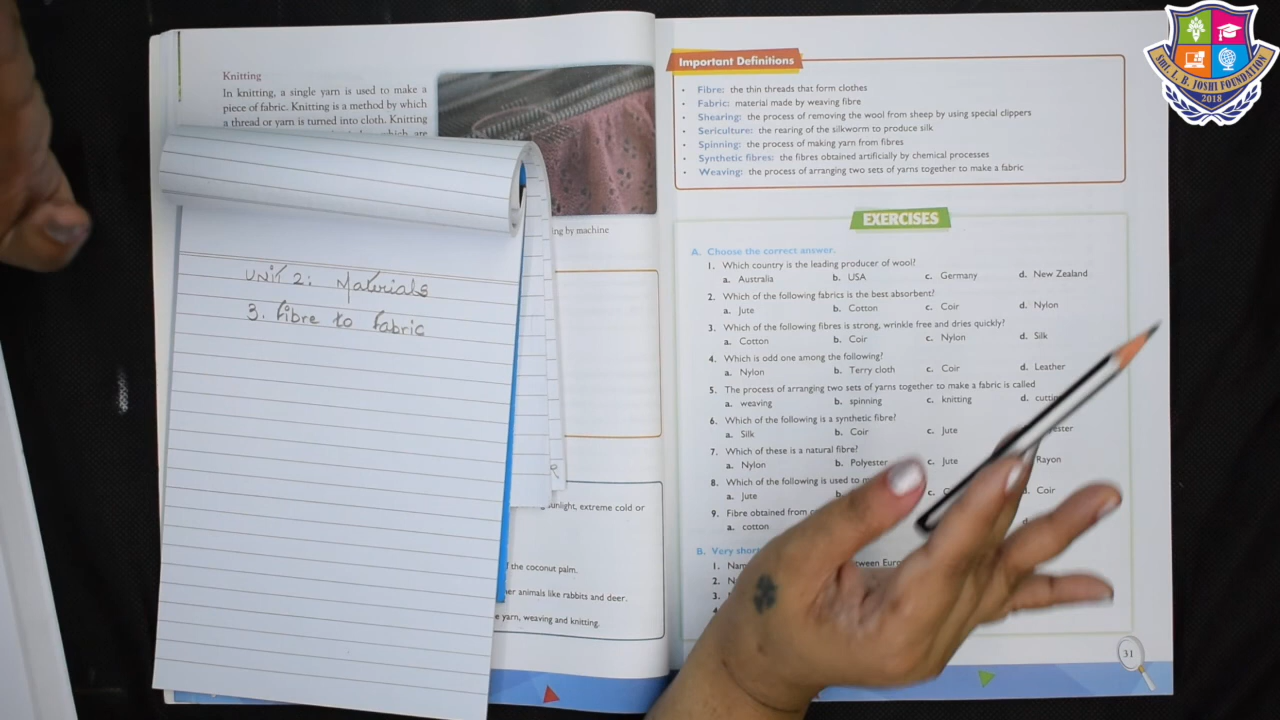 Knitting
In knitting, a single yarn is used to make a
piece of fabric. Knitting is a method by which
a thread or yarn is turned into cloth. Knitting
which are
ing by machine
UNIT 2: Materials
3. Fibre to Fabric
sunlight, extreme cold or
the coconut palm.
animals like rabbits and deer.
yarn, weaving and knitting.
Important Definitions
• Fibre: the thin threads that form clothes
• Fabric: material made by weaving fibre
• Shearing: the process of removing the wool from sheep by using special clippers
• Sericulture: the rearing of the silkworm to produce silk
• Spinning: the process of making yarn from fibres
• Synthetic fibres: the fibres obtained artificially by chemical processes
• Weaving: the process of arranging two sets of yarns together to make a fabric
EXERCISES
A. Choose the correct answer.
1. Which country is the leading producer of wool?
a. Australia b. USA c. Germany d. New Zealand
2. Which of the following fabrics is the best absorbent?
a. Jute b. Cotton c. Coir d. Nylon
3. Which of the following fibres is strong, wrinkle free and dries quickly?
a. Cotton b. Coir c. Nylon d. Silk
4. Which is odd one among the following?
a. Nylon b. Terry cloth c. Coir d. Leather
5. The process of arranging two sets of yarns together to make a fabric is called
a. weaving b. spinning c. knitting d.
6. Which of the following is a synthetic fibre?
a. Silk b. Coir c. Jute
7. Which of these is a natural fibre?
a. Nylon b. Polyester c. Jute Rayon
8. Which of the following is used to
a. Jute c. d. Coir
9. Fibre obtained from
a. cotton
B. Very short
1.
2.
3.
31
SMT. L. B. JOSHI FOUNDATION
2018